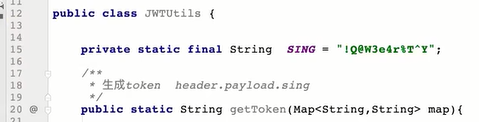 12 public class JWTUtils {
13
14
15 private static final String SING = "!Q@W3e4r%T^Y";
16
17 /**
18 * 生成token header.payload.sing
19 */
20 @ public static String getToken(Map<String,String> map){